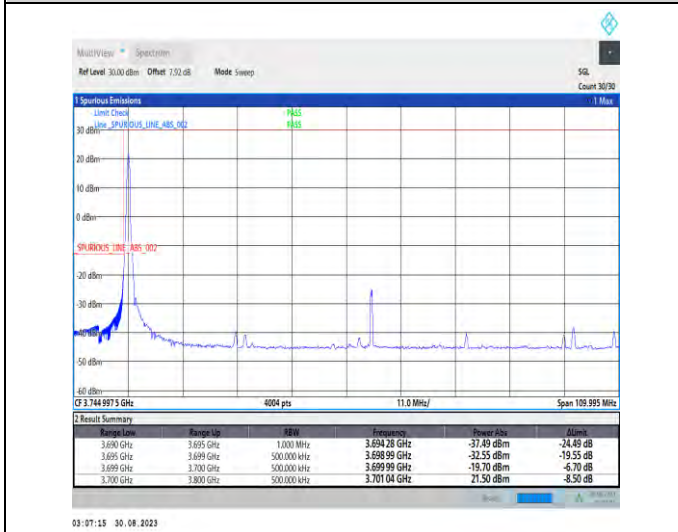 MultiView Spectrum
Ref Level 30.00 dBm Offset 7.92 dB Mode Sweep SGL
Count 30/30
1 Spurious Emissions 1 Max
Limit Check PASS
Line _SPURIOUS_LINE_ABS_002 PASS
30 dBm
20 dBm
10 dBm
0 dBm
_SPURIOUS_LINE_ABS_002
-20 dBm
-30 dBm
-40 dBm
-50 dBm
-60 dBm
CF 3.744 997 5 GHz 4004 pts 11.0 MHz/ Span 109.995 MHz
2 Result Summary
Range Low Range Up RBW Frequency Power Abs ΔLimit
3.690 GHz 3.695 GHz 1.000 MHz 3.694 28 GHz -37.49 dBm -24.49 dB
3.695 GHz 3.699 GHz 500.000 kHz 3.698 99 GHz -32.55 dBm -19.55 dB
3.699 GHz 3.700 GHz 500.000 kHz 3.699 99 GHz -19.70 dBm -6.70 dB
3.700 GHz 3.800 GHz 500.000 kHz 3.701 04 GHz 21.50 dBm -8.50 dB
03:07:15 30.08.2023